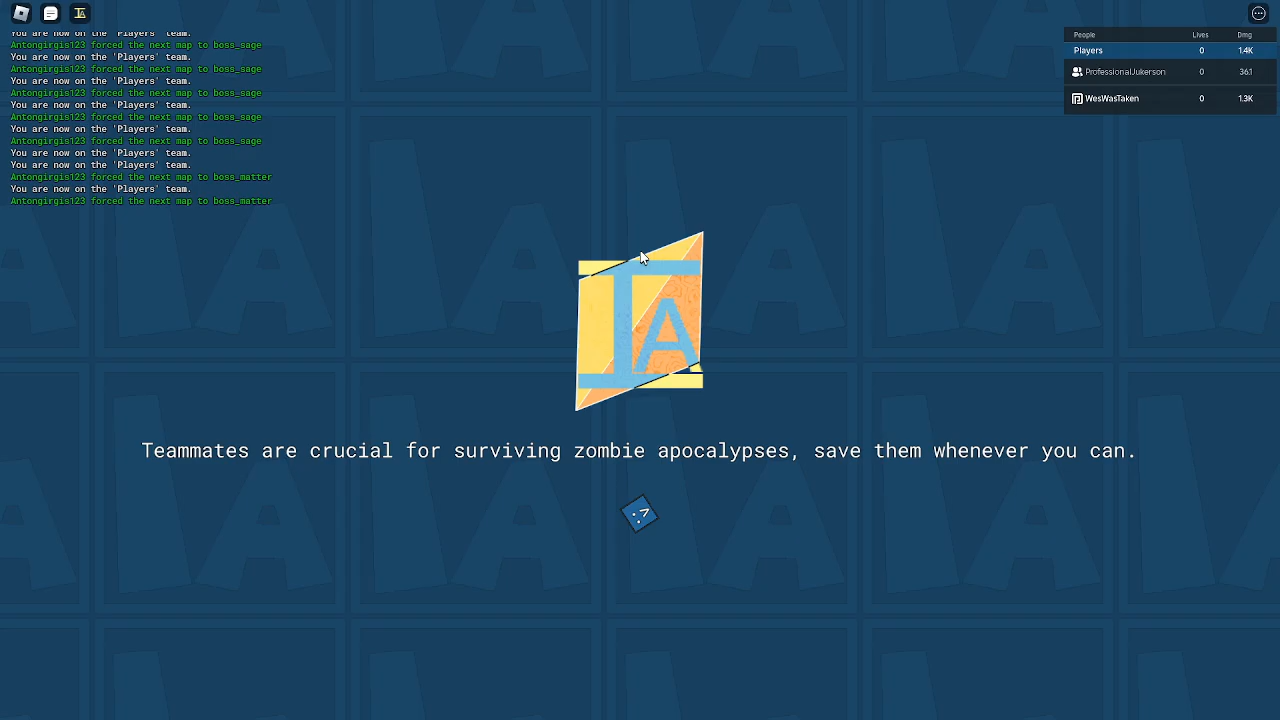 You are now on the 'Players' team.
Antongirgis123 forced the next map to boss_sage
You are now on the 'Players' team.
Antongirgis123 forced the next map to boss_sage
You are now on the 'Players' team.
Antongirgis123 forced the next map to boss_sage
You are now on the 'Players' team.
Antongirgis123 forced the next map to boss_sage
You are now on the 'Players' team.
Antongirgis123 forced the next map to boss_sage
You are now on the 'Players' team.
You are now on the 'Players' team.
Antongirgis123 forced the next map to boss_matter
You are now on the 'Players' team.
Antongirgis123 forced the next map to boss_matter
People Lives Dmg
Players 0 1.4K
ProfessionalJukerson 0 36.1
WesWasTaken 0 1.3K
IA
Teammates are crucial for surviving zombie apocalypses, save them whenever you can.
:>